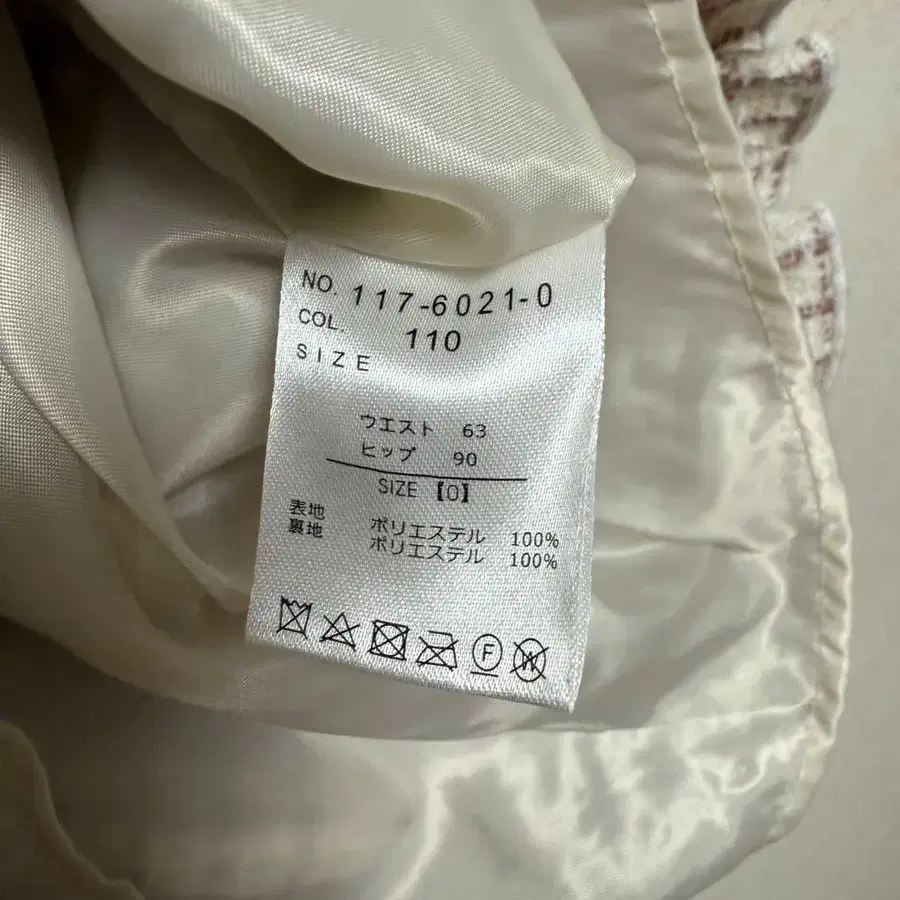 NO. 117-6021-0
COL. 110
SIZE
ウエスト 63
ヒップ 90
SIZE【0】
表地 ポリエステル 100%
裏地 ポリエステル 100%
F W